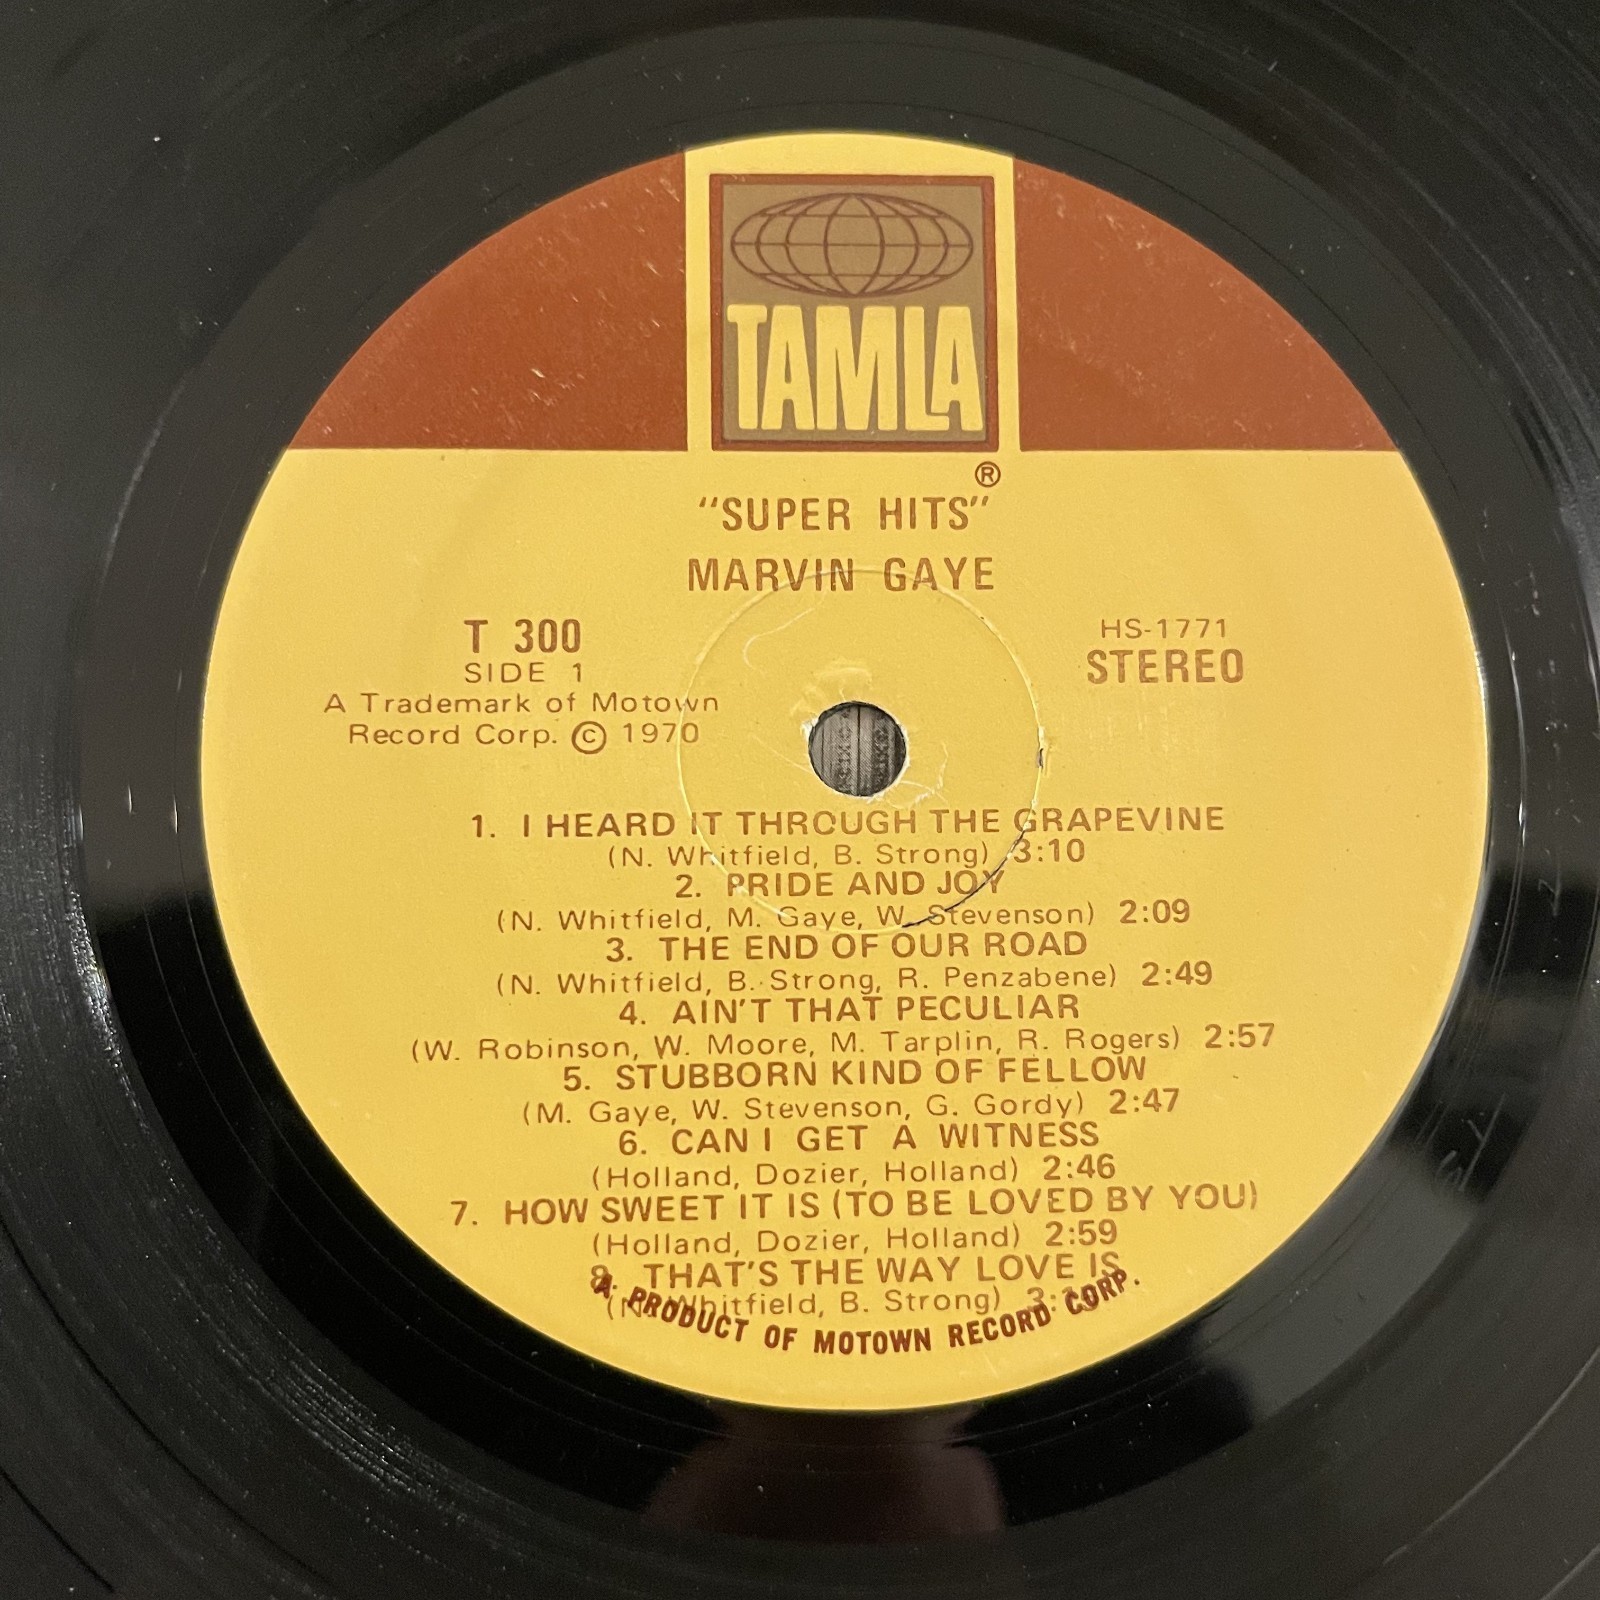 TAMLA
®
"SUPER HITS"
MARVIN GAYE
T 300
SIDE 1
A Trademark of Motown
Record Corp. © 1970
HS-1771
STEREO
1. I HEARD IT THROUGH THE GRAPEVINE
(N. Whitfield, B. Strong) 3:10
2. PRIDE AND JOY
(N. Whitfield, M. Gaye, W. Stevenson) 2:09
3. THE END OF OUR ROAD
(N. Whitfield, B. Strong, R. Penzabene) 2:49
4. AIN'T THAT PECULIAR
(W. Robinson, W. Moore, M. Tarplin, R. Rogers) 2:57
5. STUBBORN KIND OF FELLOW
(M. Gaye, W. Stevenson, G. Gordy) 2:47
6. CAN I GET A WITNESS
(Holland, Dozier, Holland) 2:46
7. HOW SWEET IT IS (TO BE LOVED BY YOU)
(Holland, Dozier, Holland) 2:59
8. THAT'S THE WAY LOVE IS
(N. Whitfield, B. Strong)
A PRODUCT OF MOTOWN RECORD CORP.